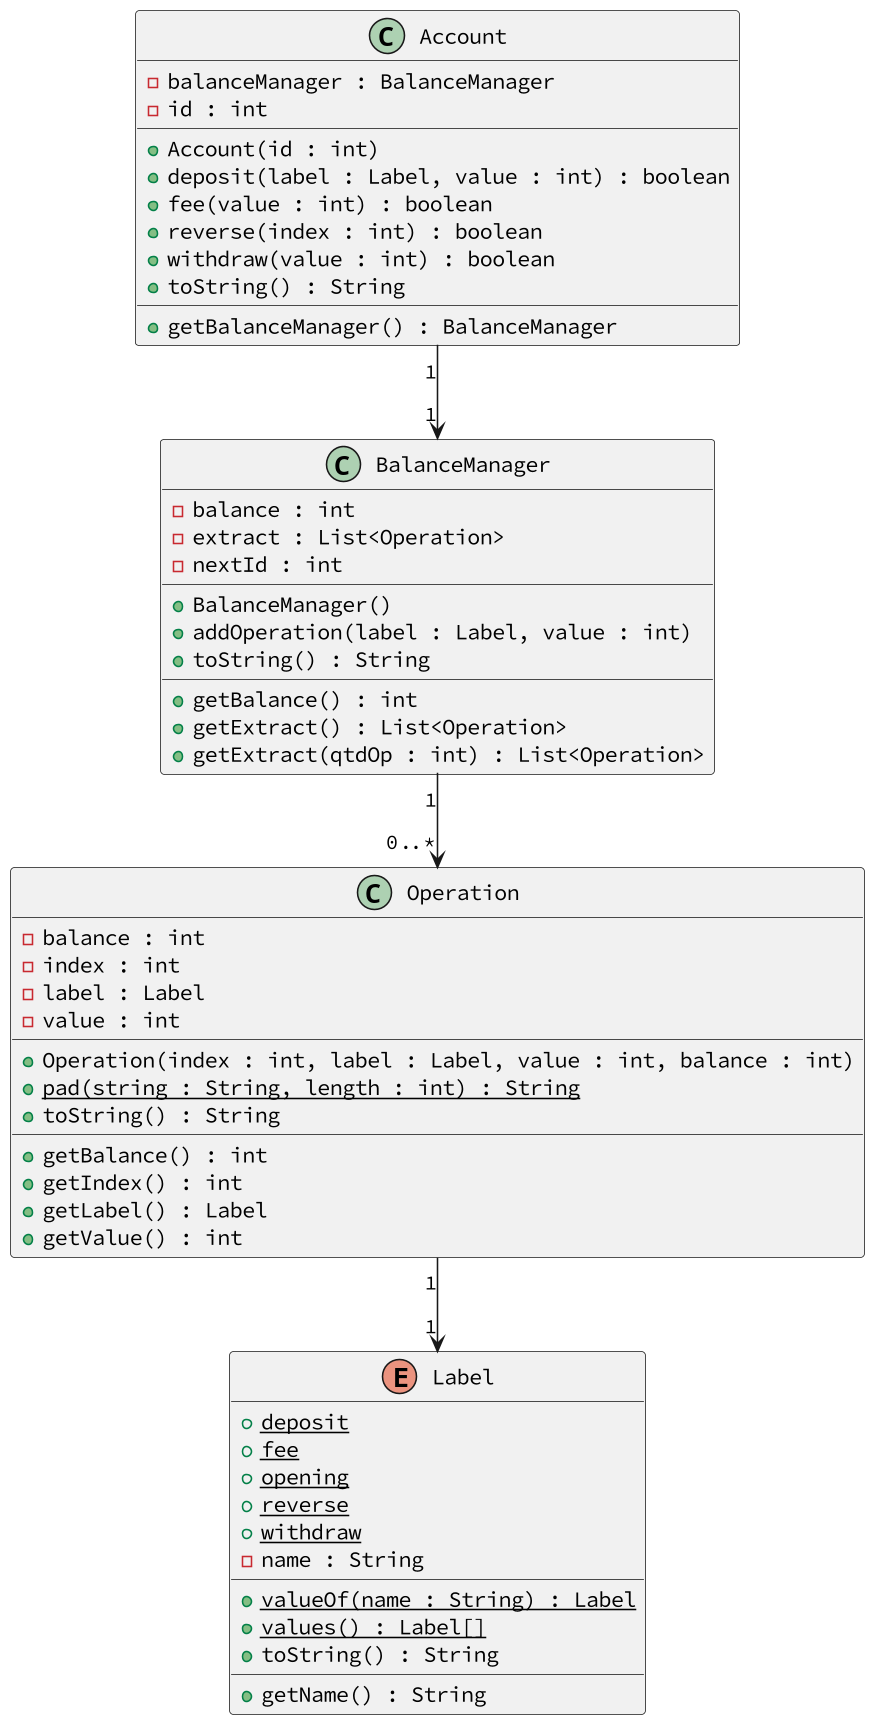 C Account
balanceManager : BalanceManager
id : int
Account(id : int)
deposit(label : Label, value : int) : boolean
fee(value : int) : boolean
reverse(index : int) : boolean
withdraw(value : int) : boolean
toString() : String
getBalanceManager() : BalanceManager
1
1
C BalanceManager
balance : int
extract : List<Operation>
nextId : int
BalanceManager()
addOperation(label : Label, value : int)
toString() : String
getBalance() : int
getExtract() : List<Operation>
getExtract(qtdOp : int) : List<Operation>
1
0..*
C Operation
balance : int
index : int
label : Label
value : int
Operation(index : int, label : Label, value : int, balance : int)
pad(string : String, length : int) : String
toString() : String
getBalance() : int
getIndex() : int
getLabel() : Label
getValue() : int
1
1
E Label
deposit
fee
opening
reverse
withdraw
name : String
valueOf(name : String) : Label
values() : Label[]
toString() : String
getName() : String